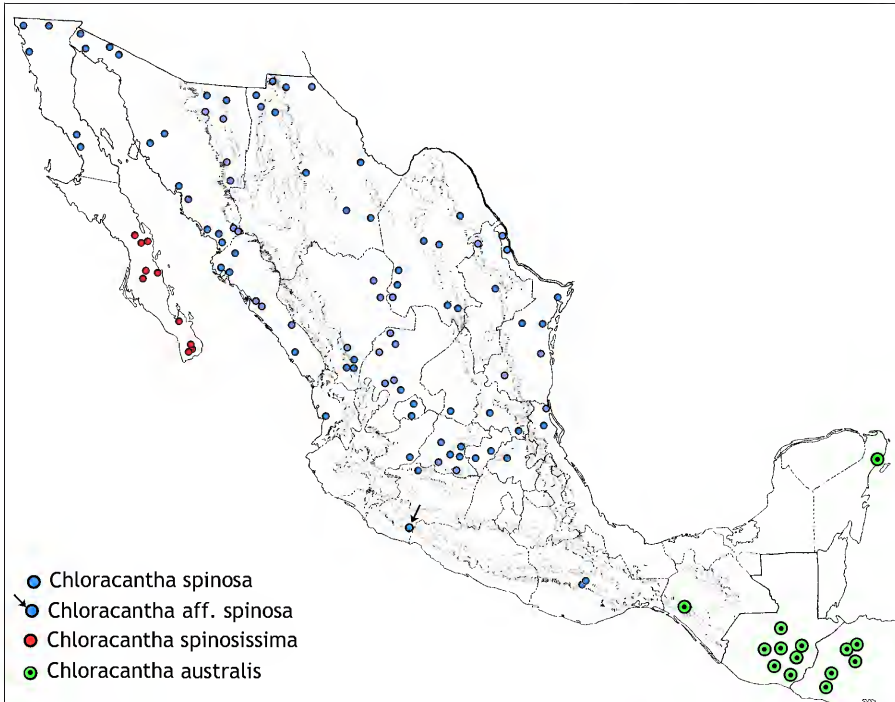 Chloracantha spinosa
Chloracantha aff. spinosa
Chloracantha spinosissima
Chloracantha australis